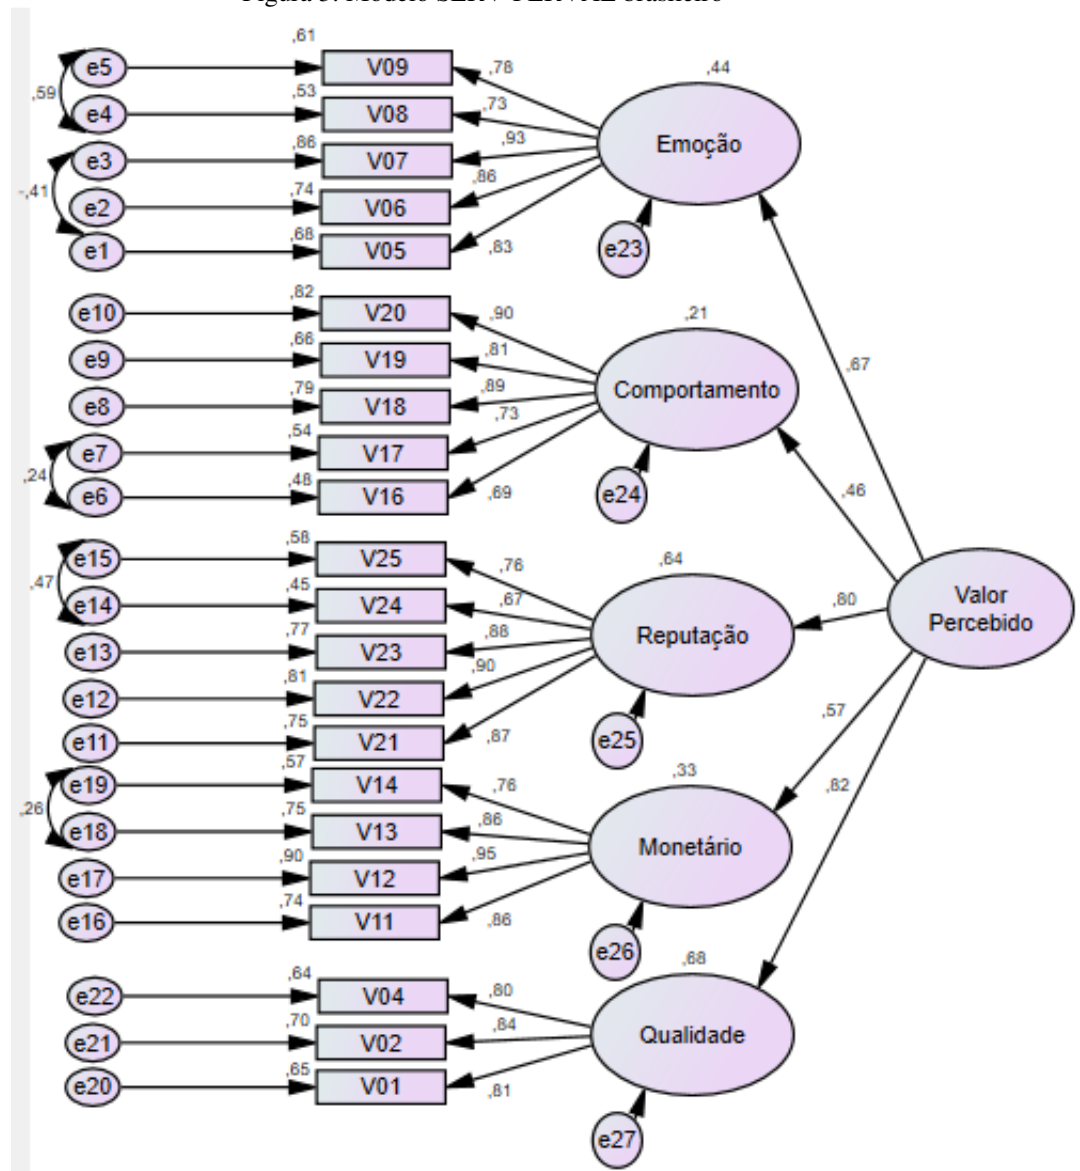 Figura Modelo SERV-PERVAL brasileiro
e5 ,61 V09 ,78 ,44
,59
e4 ,53 V08 ,73 Emoção
e3 ,86 V07 ,93
-,41
e2 ,74 V06 ,86
e1 ,68 V05 ,83 e23
e10 ,82 V20 ,90 ,21
e9 ,66 V19 ,81 ,67
e8 ,79 V18 ,89 Comportamento
e7 ,54 V17 ,73
,24
e6 ,48 V16 ,69 e24 ,46
e15 ,58 V25 ,76 ,64
,47
e14 ,45 V24 ,67 ,80 Valor
Percebido
e13 ,77 V23 ,88 Reputação
e12 ,81 V22 ,90
e11 ,75 V21 ,87 e25 ,57
e19 ,57 V14 ,76 ,33 ,82
,26
e18 ,75 V13 ,86 Monetário
e17 ,90 V12 ,95
e16 ,74 V11 ,86 e26
e22 ,64 V04 ,80 ,68
e21 ,70 V02 ,84 Qualidade
e20 ,65 V01 ,81
e27